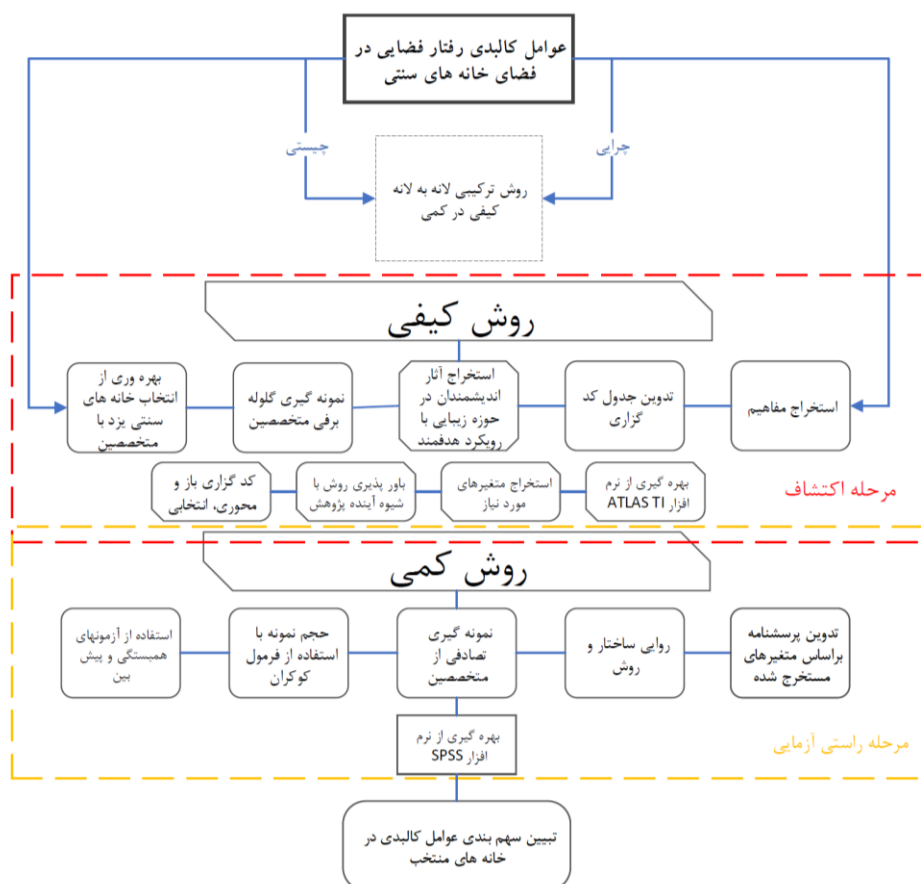 عوامل کالبدی رفتار فضایی در
فضای خانه های سنتی
چرایی
چیستی
روش ترکیبی لانه به لانه
کیفی در کمی
روش کیفی
استخراج مفاهیم
تدوین جدول کد
گزاری
استخراج آثار
اندیشمندان در
حوزه زیبایی با
رویکرد هدفمند
نمونه گیری گلوله
برفی متخصصین
بهره وری از
انتخاب خانه های
سنتی یزد با
متخصصین
بهره گیری از نرم
افزار ATLAS TI
استخراج متغیرهای
مورد نیاز
باور پذیری روش با
شیوه آینده پژوهش
کد گزاری باز و
محوری، انتخابی
مرحله اکتشاف
روش کمی
تدوین پرسشنامه
براساس متغیرهای
مستخرج شده
روایی ساختار و
روش
نمونه گیری
تصادفی از
متخصصین
حجم نمونه با
استفاده از فرمول
کوکران
استفاده از آزمونهای
همبستگی و پیش
بین
مرحله راستی آزمایی
بهره گیری از نرم
افزار SPSS
تبیین سهم بندی عوامل کالبدی در
خانه های منتخب